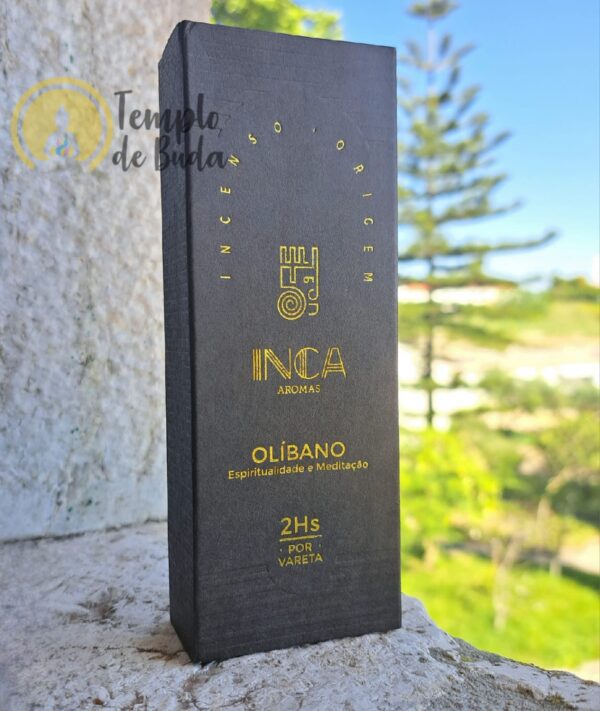 Templo
de Buda
INCENSO · ORIGEM
INCA
AROMAS
OLÍBANO
Espiritualidade e Meditação
2Hs
· POR ·
VARETA